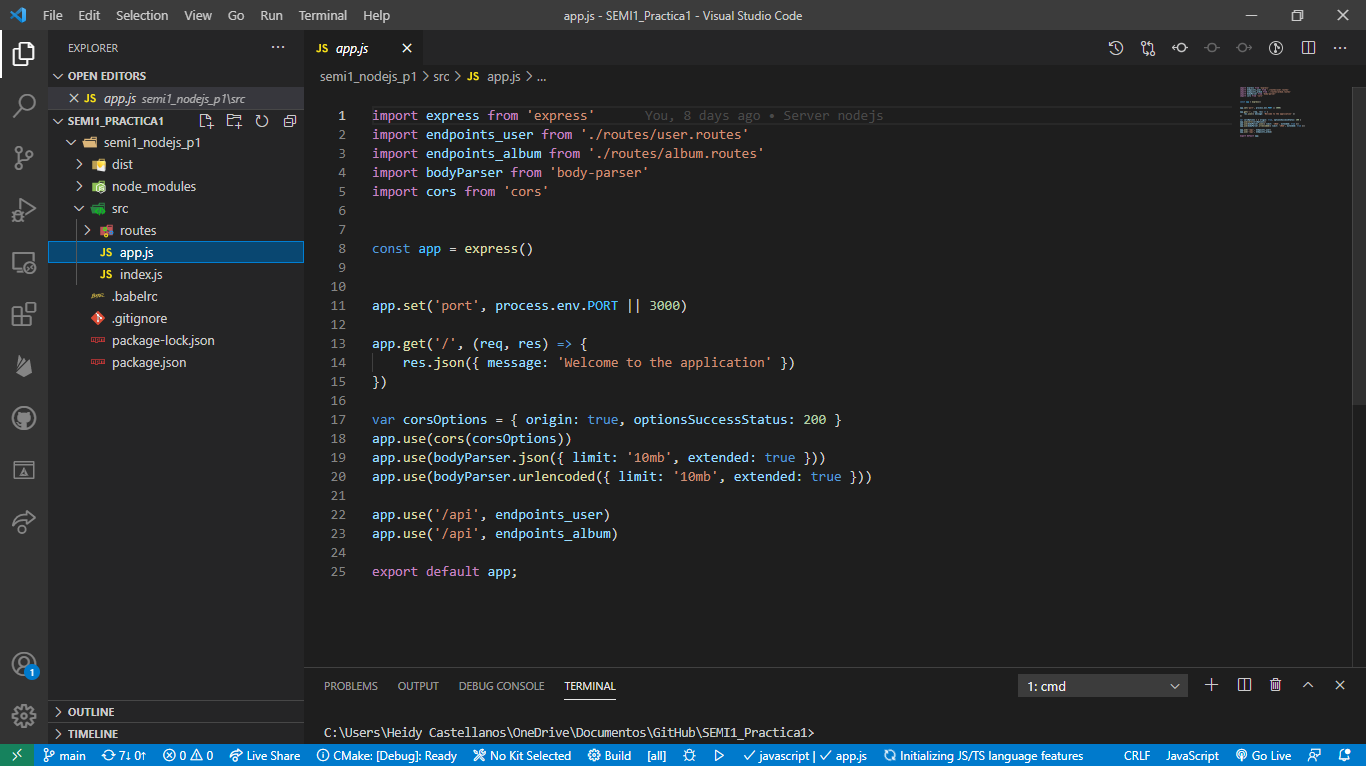 File Edit Selection View Go Run Terminal Help
app.js - SEMI1_Practica1 - Visual Studio Code
EXPLORER
OPEN EDITORS
JS app.js semi1_nodejs_p1\src
SEMI1_PRACTICA1
semi1_nodejs_p1
dist
node_modules
src
routes
JS app.js
JS index.js
.babelrc
.gitignore
package-lock.json
package.json
OUTLINE
TIMELINE
1
JS app.js
semi1_nodejs_p1 > src > JS app.js > ...
1 import express from 'express' You, 8 days ago • Server nodejs
2 import endpoints_user from './routes/user.routes'
3 import endpoints_album from './routes/album.routes'
4 import bodyParser from 'body-parser'
5 import cors from 'cors'
6
7
8 const app = express()
9
10
11 app.set('port', process.env.PORT || 3000)
12
13 app.get('/', (req, res) => {
14 res.json({ message: 'Welcome to the application' })
15 })
16
17 var corsOptions = { origin: true, optionsSuccessStatus: 200 }
18 app.use(cors(corsOptions))
19 app.use(bodyParser.json({ limit: '10mb', extended: true }))
20 app.use(bodyParser.urlencoded({ limit: '10mb', extended: true }))
21
22 app.use('/api', endpoints_user)
23 app.use('/api', endpoints_album)
24
25 export default app;
PROBLEMS OUTPUT DEBUG CONSOLE TERMINAL
1: cmd
C:\Users\Heidy Castellanos\OneDrive\Documentos\GitHub\SEMI1_Practica1>
main 7↓ 0↑ 0 0 Live Share CMake: [Debug]: Ready No Kit Selected Build [all] javascript | app.js Initializing JS/TS language features CRLF JavaScript Go Live